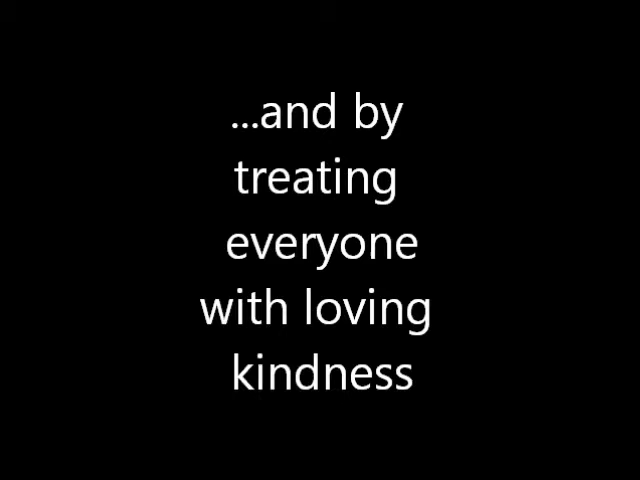 ...and by
treating
everyone
with loving
kindness